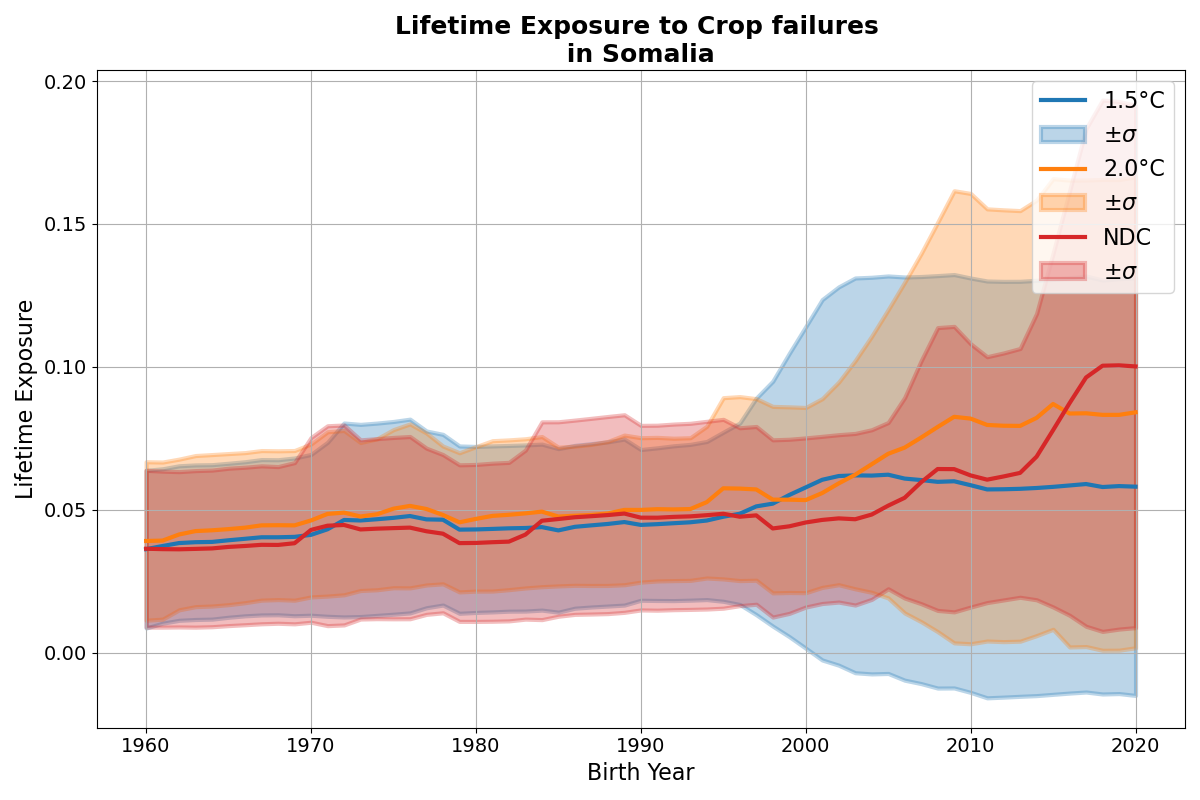 Lifetime Exposure to Crop failures
in Somalia
0.20
0.15
0.10
0.05
0.00
Lifetime Exposure
1960
1970
1980
1990
2000
2010
2020
Birth Year
1.5°C
±σ
2.0°C
±σ
NDC
±σ